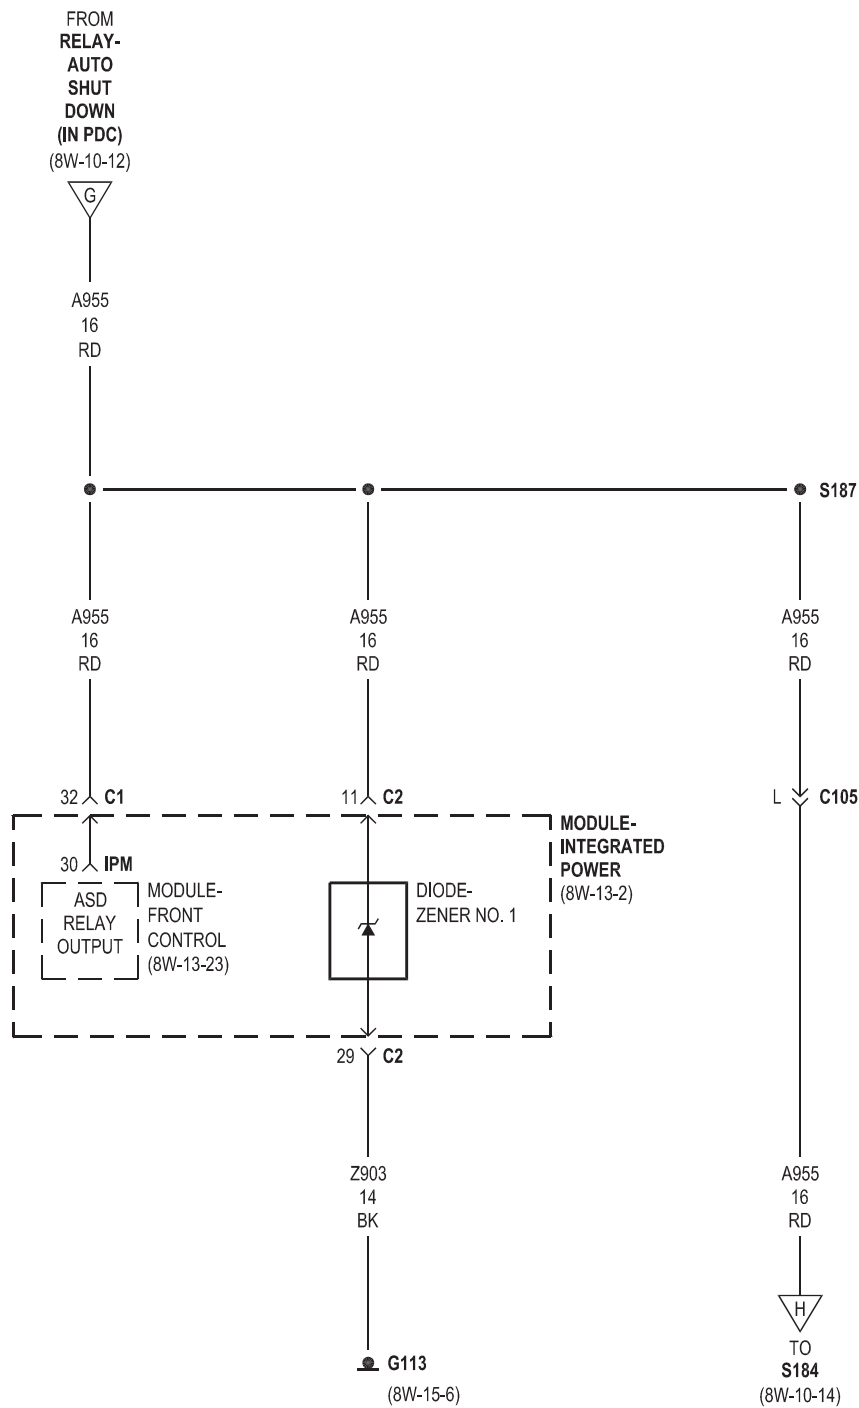 FROM
RELAY-
AUTO
SHUT
DOWN
(IN PDC)
(8W-10-12)
G
A955
16
RD
S187
A955
16
RD
A955
16
RD
A955
16
RD
32 C1
11 C2
L C105
MODULE-
INTEGRATED
POWER
(8W-13-2)
30 IPM
ASD
RELAY
OUTPUT
MODULE-
FRONT
CONTROL
(8W-13-23)
DIODE-
ZENER NO. 1
29 C2
Z903
14
BK
A955
16
RD
H
TO
S184
(8W-10-14)
G113
(8W-15-6)